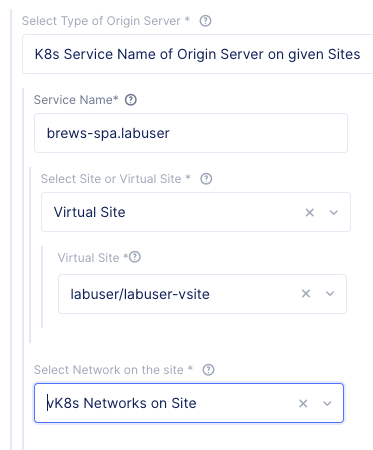 Select Type of Origin Server *
K8s Service Name of Origin Server on given Sites
Service Name*
brews-spa.labuser
Select Site or Virtual Site *
Virtual Site
Virtual Site *
labuser/labuser-vsite
Select Network on the site *
vK8s Networks on Site